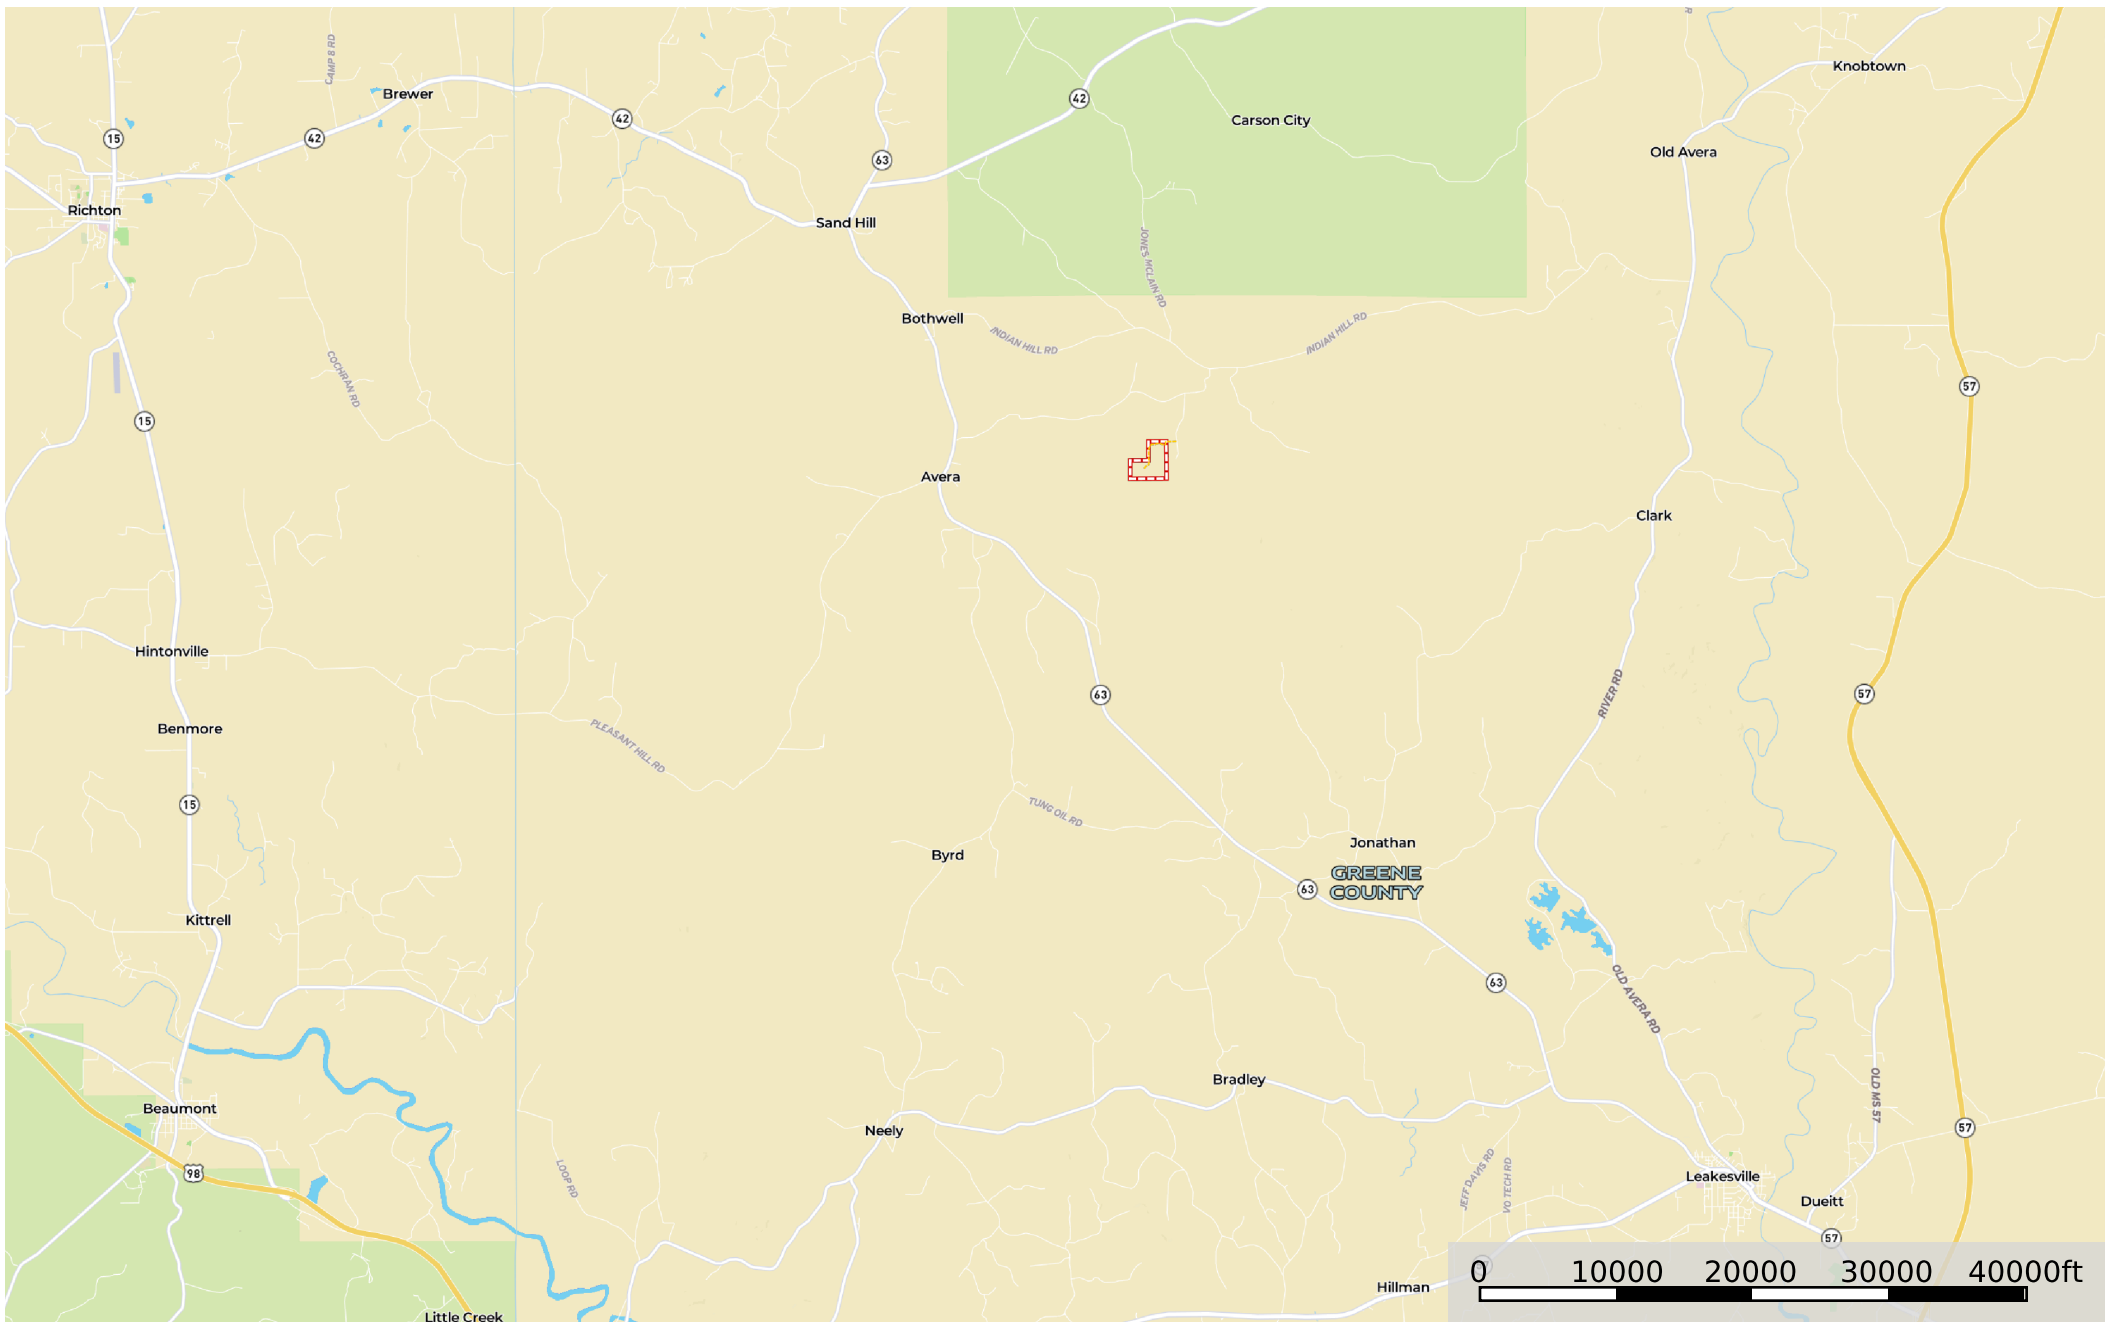 R
CAMP 8 RD
Knobtown
Brewer
42
42
Carson City
15
42
63
Old Avera
Richton
Sand Hill
JONES MCLAIN RD
Bothwell
INDIAN HILL RD
INDIAN HILL RD
COCHRAN RD
57
15
Avera
Clark
Hintonville
63
57
RIVER RD
Benmore
PLEASANT HILL RD
15
TUNG OIL RD
Jonathan
Byrd
GREENE
COUNTY
63
Kittrell
63
OLD AVERA RD
Bradley
OLD MS 57
Beaumont
Neely
57
98
LOOP RD
JEFF DAVIS RD
VO TECH RD
Leakesville
Dueitt
57
0 10000 20000 30000 40000ft
Hillman
Little Creek